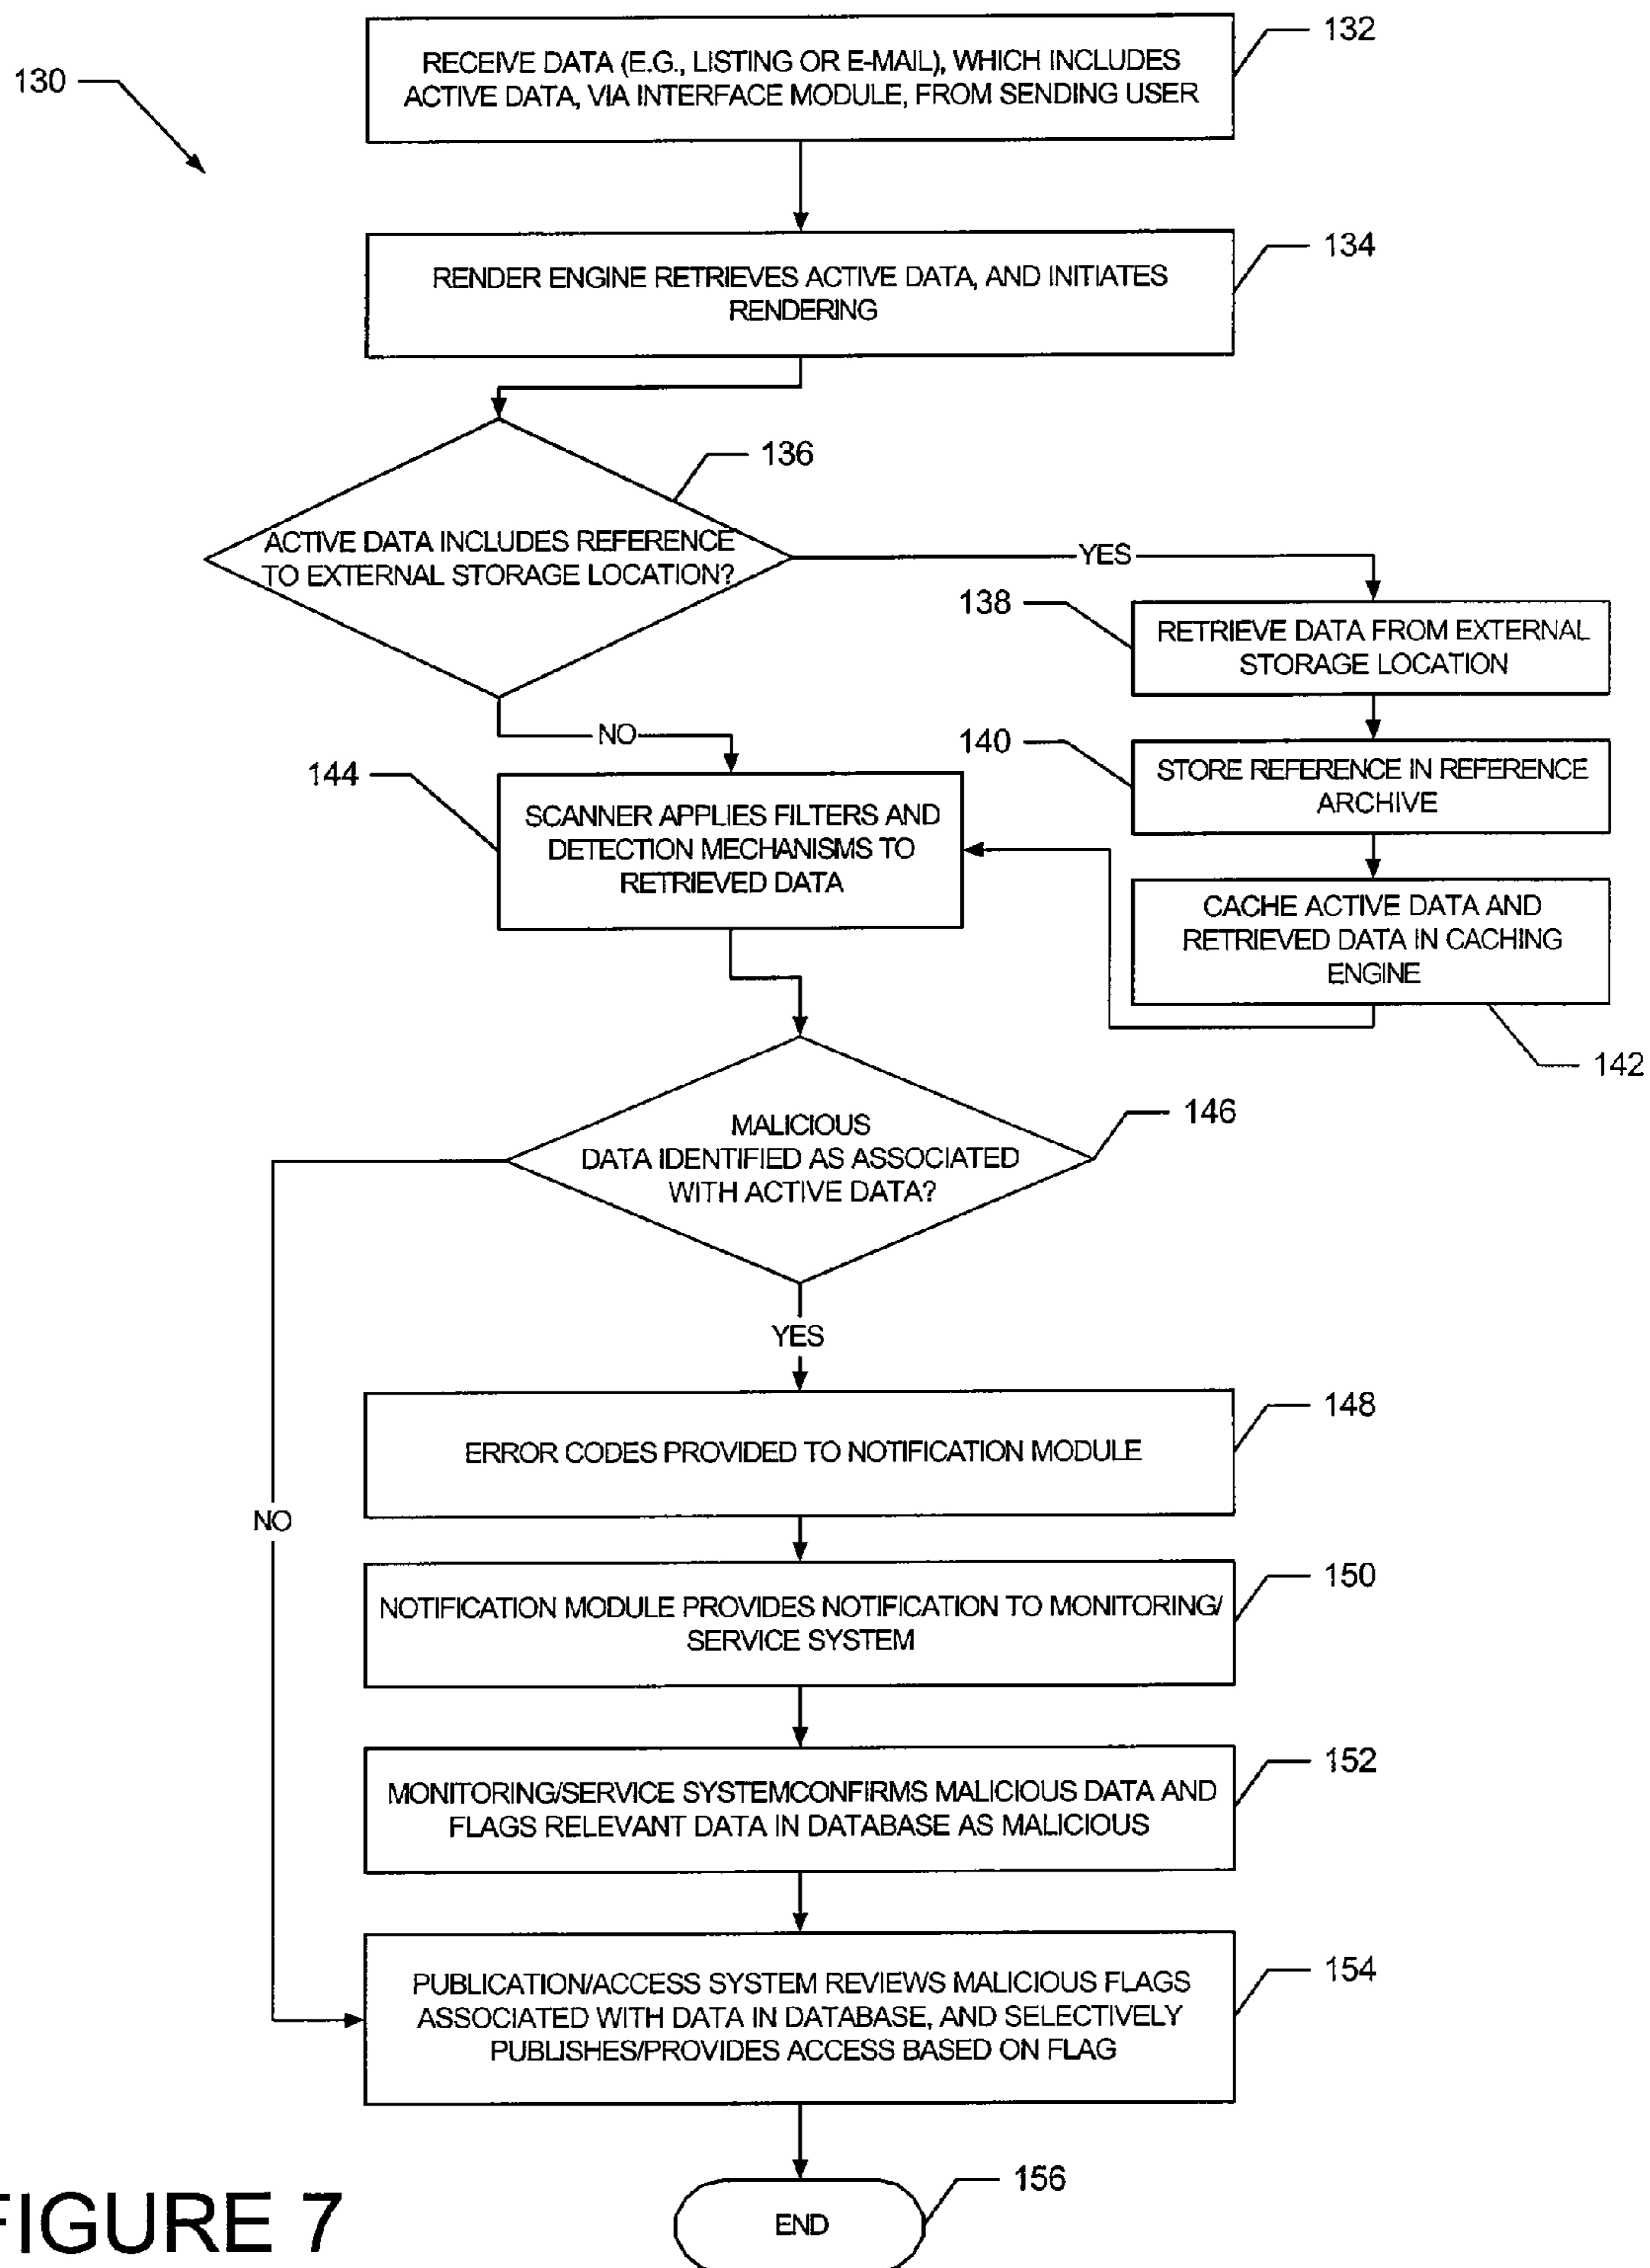 130
132
RECEIVE DATA (E.G., LISTING OR E-MAIL), WHICH INCLUDES
ACTIVE DATA, VIA INTERFACE MODULE, FROM SENDING USER
134
RENDER ENGINE RETRIEVES ACTIVE DATA, AND INITIATES
RENDERING
136
ACTIVE DATA INCLUDES REFERENCE
TO EXTERNAL STORAGE LOCATION?
YES
138
RETRIEVE DATA FROM EXTERNAL
STORAGE LOCATION
NO
140
STORE REFERENCE IN REFERENCE
ARCHIVE
144
SCANNER APPLIES FILTERS AND
DETECTION MECHANISMS TO
RETRIEVED DATA
CACHE ACTIVE DATA AND
RETRIEVED DATA IN CACHING
ENGINE
142
146
MALICIOUS
DATA IDENTIFIED AS ASSOCIATED
WITH ACTIVE DATA?
YES
148
ERROR CODES PROVIDED TO NOTIFICATION MODULE
NO
150
NOTIFICATION MODULE PROVIDES NOTIFICATION TO MONITORING/
SERVICE SYSTEM
152
MONITORING/SERVICE SYSTEMCONFIRMS MALICIOUS DATA AND
FLAGS RELEVANT DATA IN DATABASE AS MALICIOUS
154
PUBLICATION/ACCESS SYSTEM REVIEWS MALICIOUS FLAGS
ASSOCIATED WITH DATA IN DATABASE, AND SELECTIVELY
PUBLISHES/PROVIDES ACCESS BASED ON FLAG
156
END
FIGURE 7